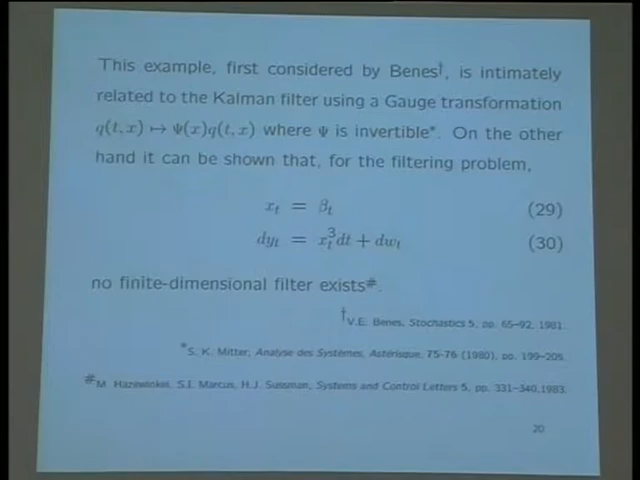 This example, first considered by Benes†, is intimately
related to the Kalman filter using a Gauge transformation
q(t,x) ↦ Ψ(x)q(t,x) where Ψ is invertible*. On the other
hand it can be shown that, for the filtering problem,
x_t = β_t (29)
dy_t = x_t^3 dt + dw_t (30)
no finite-dimensional filter exists#.
†V.E. Benes, Stochastics 5, pp. 65–92, 1981.
*S. K. Mitter, Analyse des Systèmes, Astérisque, 75-76 (1980), pp. 199–209.
#M. Hazewinkel, S.I. Marcus, H.J. Sussman, Systems and Control Letters 5, pp. 331–340,1983.
20